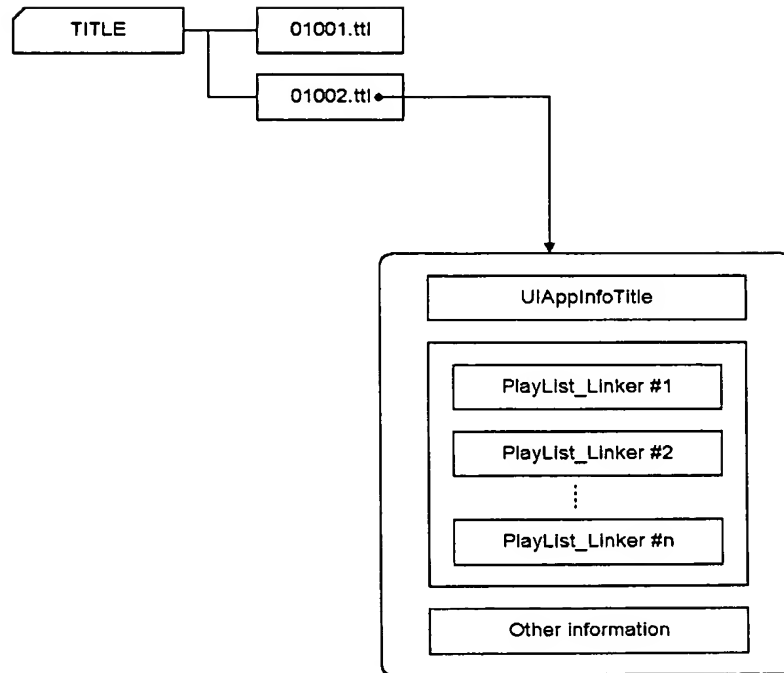 TITLE
01001.ttl
01002.ttl
UIAppInfoTitle
PlayList_Linker #1
PlayList_Linker #2
PlayList_Linker #n
Other information